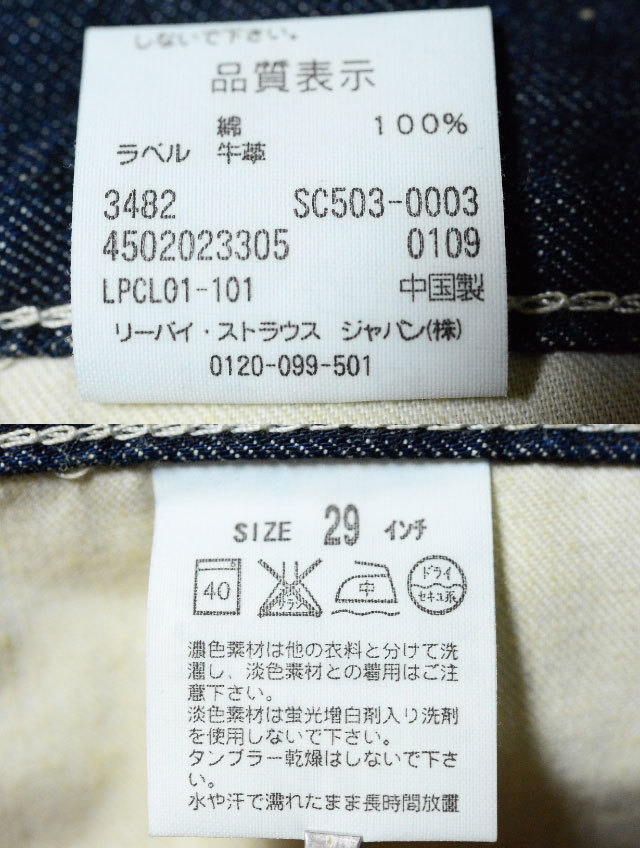 しないで下さい。
品質表示
綿 100%
ラベル 牛革
3482 SC503-0003
4502023305 0109
LPCL01-101 中国製
リーバイ・ストラウス ジャパン(株)
0120-099-501
SIZE 29 インチ
40 サラシ 中 ドライ セキユ系
濃色素材は他の衣料と分けて洗
濯し、淡色素材との着用はご注
意下さい。
淡色素材は蛍光増白剤入り洗剤
を使用しないで下さい。
タンブラー乾燥はしないで下さい。
水や汗で濡れたまま長時間放置